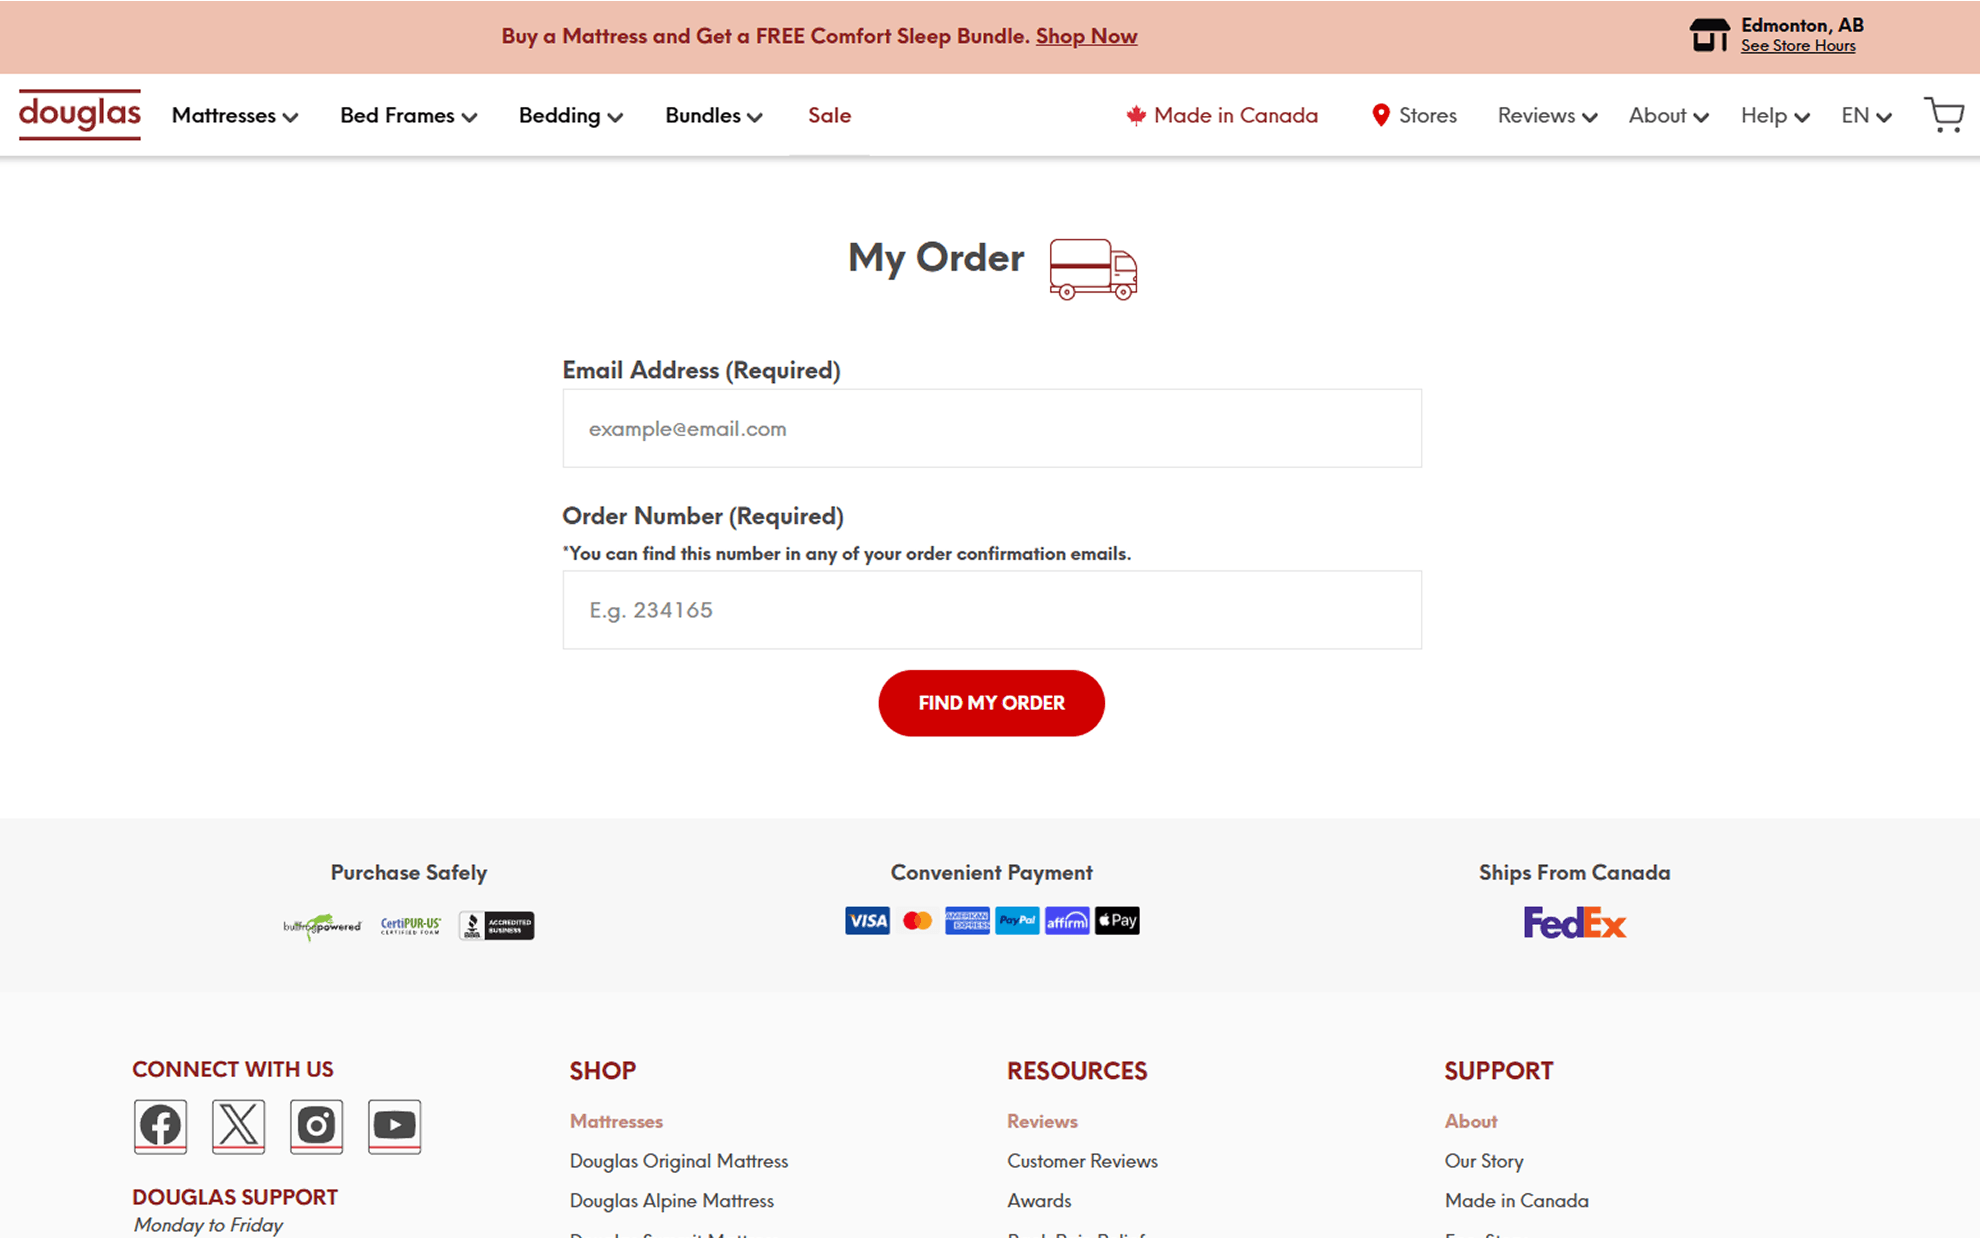 Buy a Mattress and Get a FREE Comfort Sleep Bundle. Shop Now
Edmonton, AB
See Store Hours
douglas
Mattresses
Bed Frames
Bedding
Bundles
Sale
Made in Canada
Stores
Reviews
About
Help
EN
My Order
Email Address (Required)
example@email.com
Order Number (Required)
*You can find this number in any of your order confirmation emails.
E.g. 234165
FIND MY ORDER
Purchase Safely
bullfrogpowered
CertiPUR-US
CERTIFIED FOAM
BBB
ACCREDITED
BUSINESS
Convenient Payment
VISA
AMERICAN
EXPRESS
PayPal
affirm
Pay
Ships From Canada
FedEx
CONNECT WITH US
DOUGLAS SUPPORT
Monday to Friday
SHOP
Mattresses
Douglas Original Mattress
Douglas Alpine Mattress
RESOURCES
Reviews
Customer Reviews
Awards
SUPPORT
About
Our Story
Made in Canada